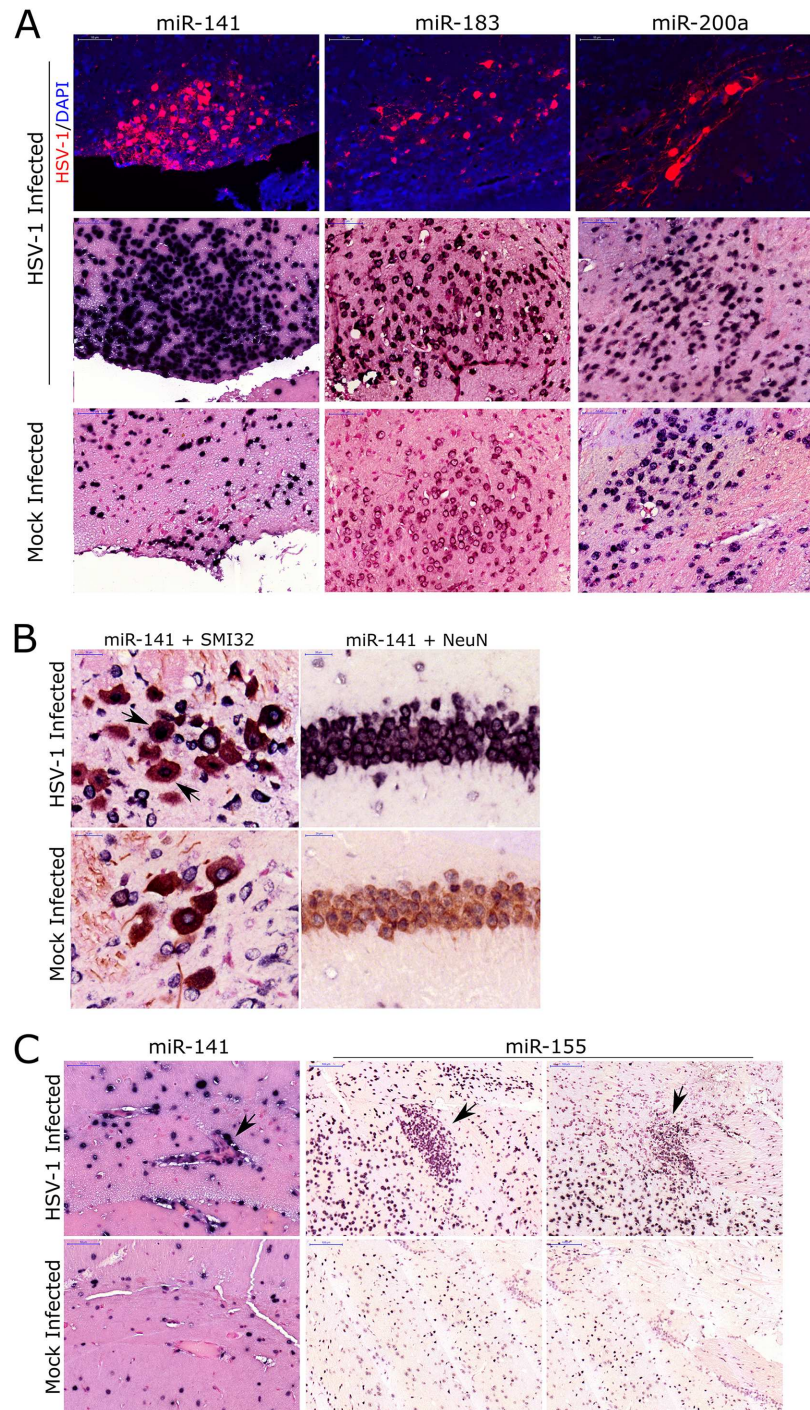 A
miR-141 miR-183 miR-200a
HSV-1 Infected
HSV-1/DAPI
Mock Infected
B
miR-141 + SMI32 miR-141 + NeuN
HSV-1 Infected
Mock Infected
C
miR-141 miR-155
HSV-1 Infected
Mock Infected